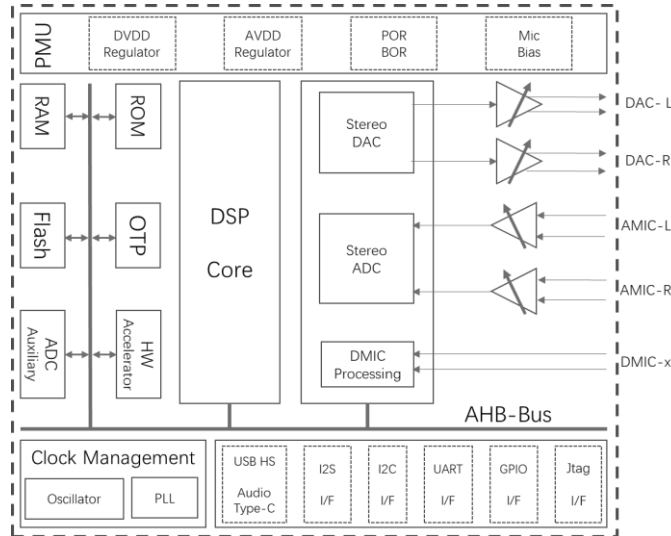 PMU
DVDD
Regulator
AVDD
Regulator
POR
BOR
Mic
Bias
RAM
ROM
Flash
OTP
ADC
Auxiliary
HW
Accelerator
DSP
Core
Stereo
DAC
Stereo
ADC
DMIC
Processing
DAC- L
DAC-R
AMIC-L
AMIC-R
DMIC-x
AHB-Bus
Clock Management
Oscillator
PLL
USB HS
Audio
Type-C
I2S
I/F
I2C
I/F
UART
I/F
GPIO
I/F
Jtag
I/F